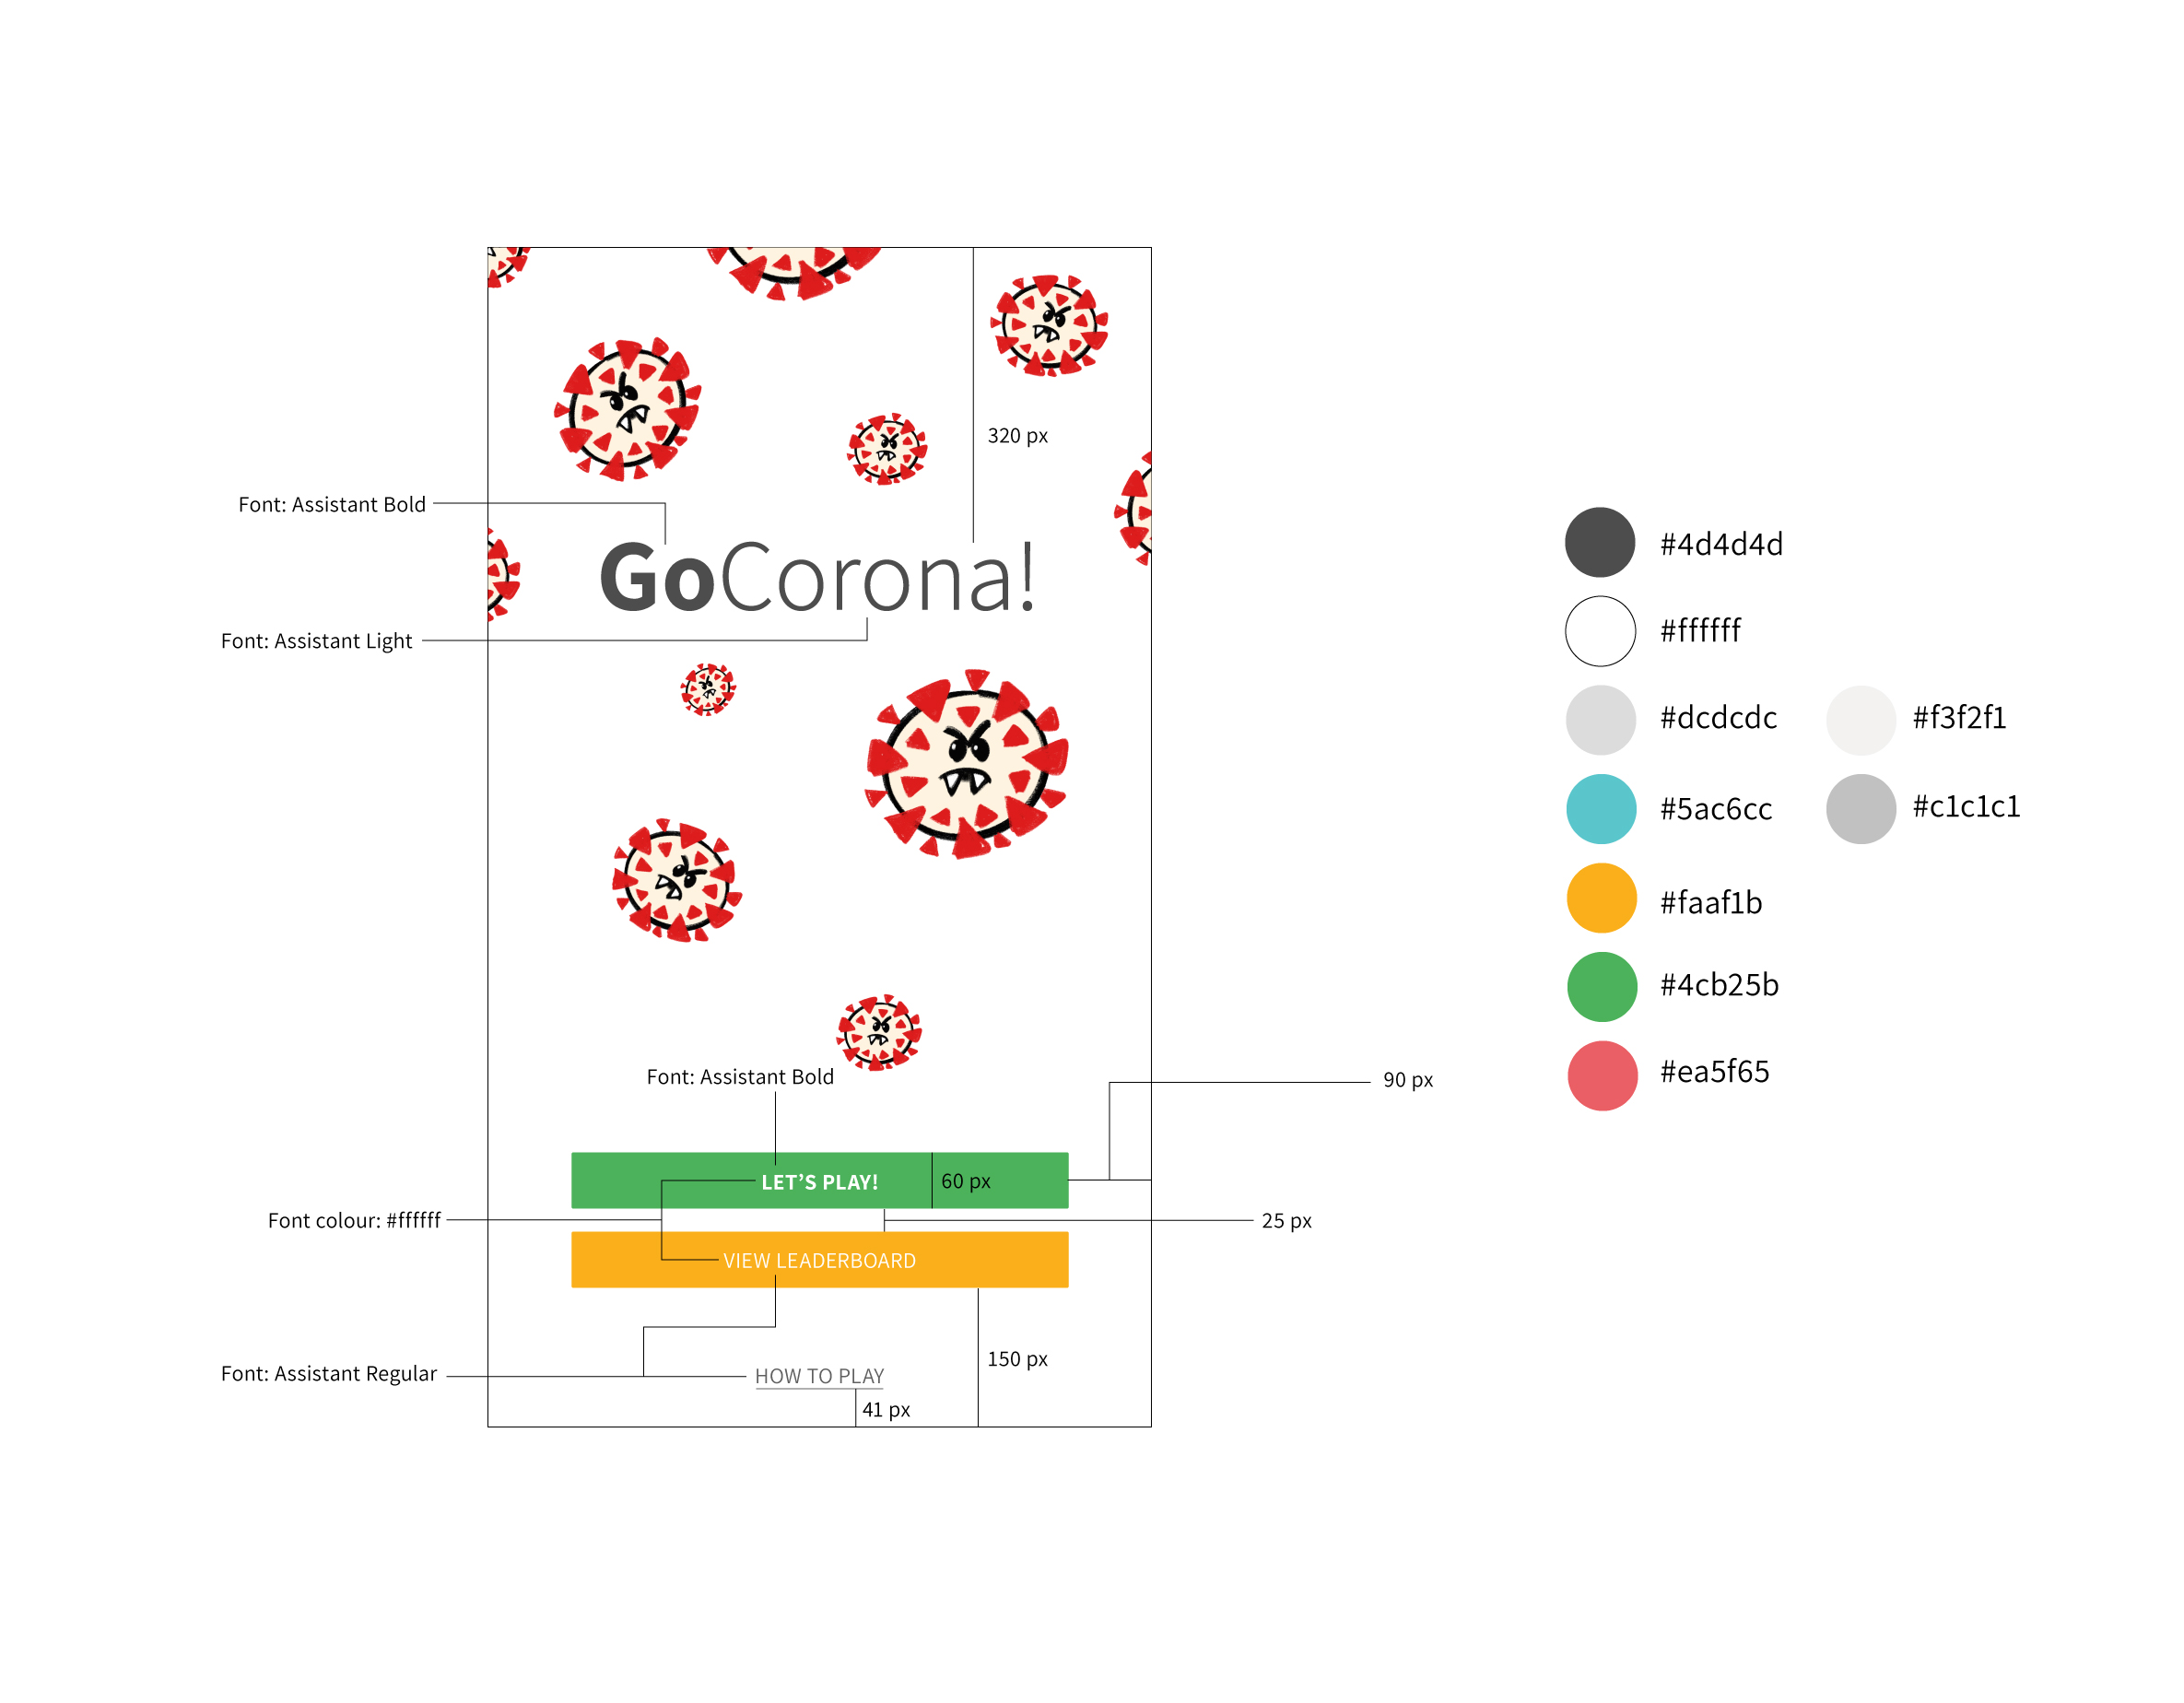 320 px
Font: Assistant Bold
GoCorona!
Font: Assistant Light
Font: Assistant Bold
90 px
LET’S PLAY!
60 px
Font colour: #ffffff
25 px
VIEW LEADERBOARD
150 px
Font: Assistant Regular
HOW TO PLAY
41 px
#4d4d4d
#ffffff
#dcdcdc
#f3f2f1
#5ac6cc
#c1c1c1
#faaf1b
#4cb25b
#ea5f65